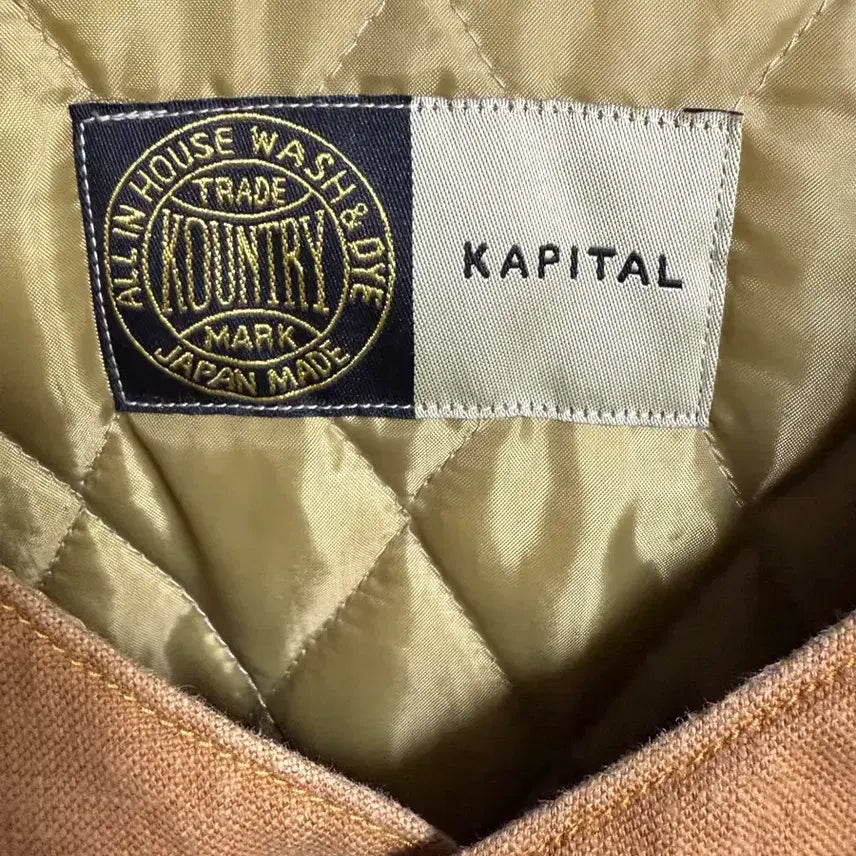 ALL IN HOUSE WASH & DYE
TRADE
KOUNTRY
MARK
JAPAN MADE
KAPITAL